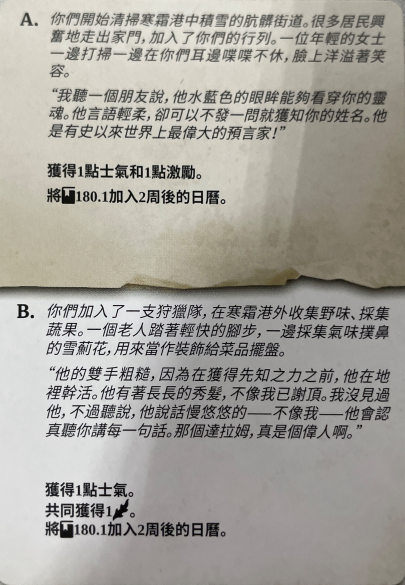 A. 你們開始清掃寒霜港中積雪的骯髒街道。很多居民興
奮地走出家門，加入了你們的行列。一位年輕的女士
一邊打掃一邊在你們耳邊喋喋不休，臉上洋溢著笑
容。
“我聽一個朋友說，他水藍色的眼眸能夠看穿你的靈
魂。他言語輕柔，卻可以不發一問就獲知你的姓名。他
是有史以來世界上最偉大的預言家！”
獲得1點士氣和1點激勵。
將180.1加入2周後的日曆。
B. 你們加入了一支狩獵隊，在寒霜港外收集野味、採集
蔬果。一個老人踏著輕快的腳步，一邊採集氣味撲鼻
的雪薊花，用來當作裝飾給菜品擺盤。
“他的雙手粗糙，因為在獲得先知之力之前，他在地
裡幹活。他有著長長的秀髮，不像我已謝頂。我沒見過
他，不過聽說，他說話慢悠悠的——不像我——他會認
真聽你講每一句話。那個達拉姆，真是個偉人啊。”
獲得1點士氣。
共同獲得1。
將180.1加入2周後的日曆。